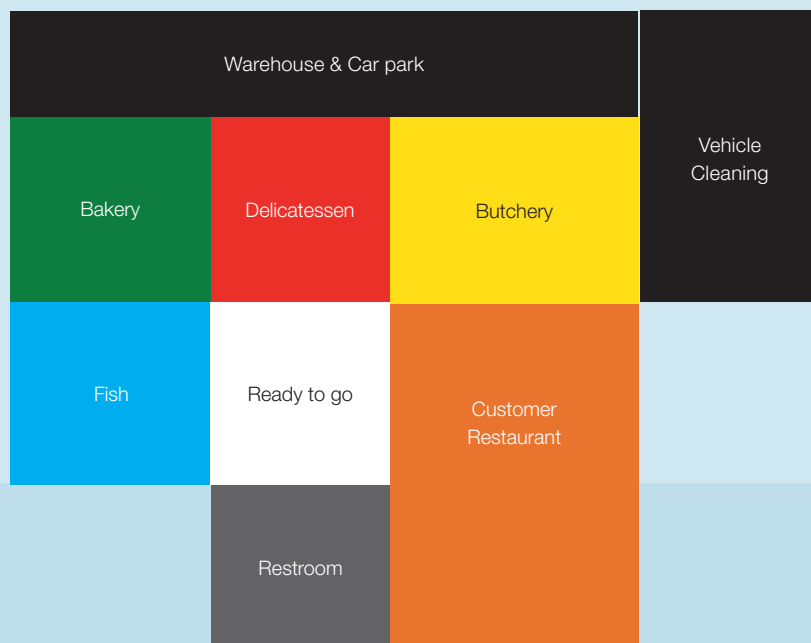 Warehouse & Car park
Vehicle
Cleaning
Bakery
Delicatessen
Butchery
Fish
Ready to go
Customer
Restaurant
Restroom